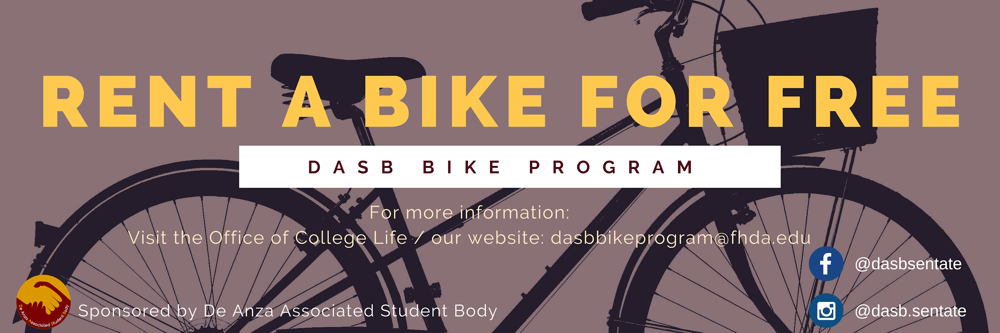 RENT A BIKE FOR FREE
DASB BIKE PROGRAM
For more information:
Visit the Office of College Life / our website: dasbbikeprogram@fhda.edu
@dasbsentate
@dasb.sentate
Sponsored by De Anza Associated Student Body
De Anza Associated Student Body